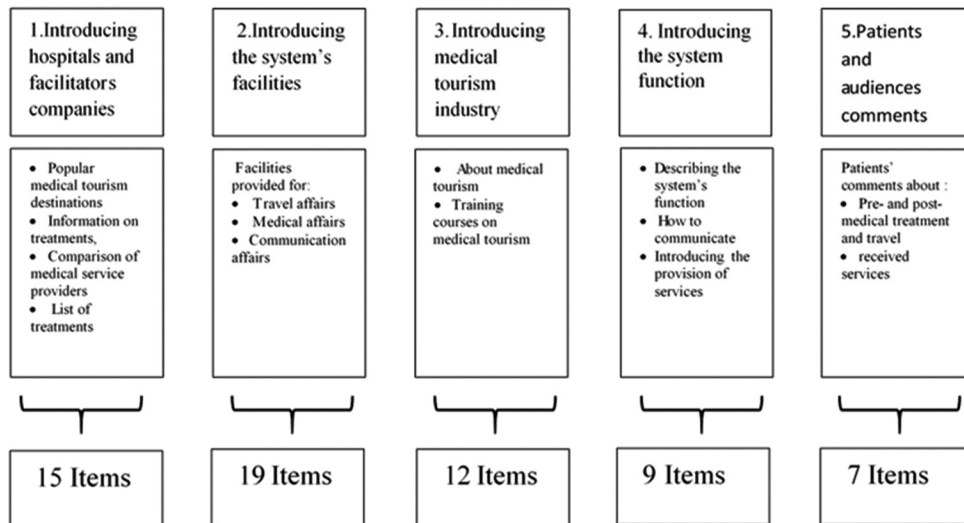 1.Introducing
hospitals and
facilitators
companies
2.Introducing
the system's
facilities
3. Introducing
medical
tourism
industry
4. Introducing
the system
function
5.Patients
and
audiences
comments
• Popular
medical tourism
destinations
• Information on
treatments,
• Comparison of
medical service
providers
• List of
treatments
Facilities
provided for:
• Travel affairs
• Medical affairs
• Communication
affairs
• About medical
tourism
• Training
courses on
medical tourism
• Describing the
system's
function
• How to
communicate
• Introducing the
provision of
services
Patients'
comments about :
• Pre- and post-
medical treatment
and travel
• received
services
15 Items
19 Items
12 Items
9 Items
7 Items